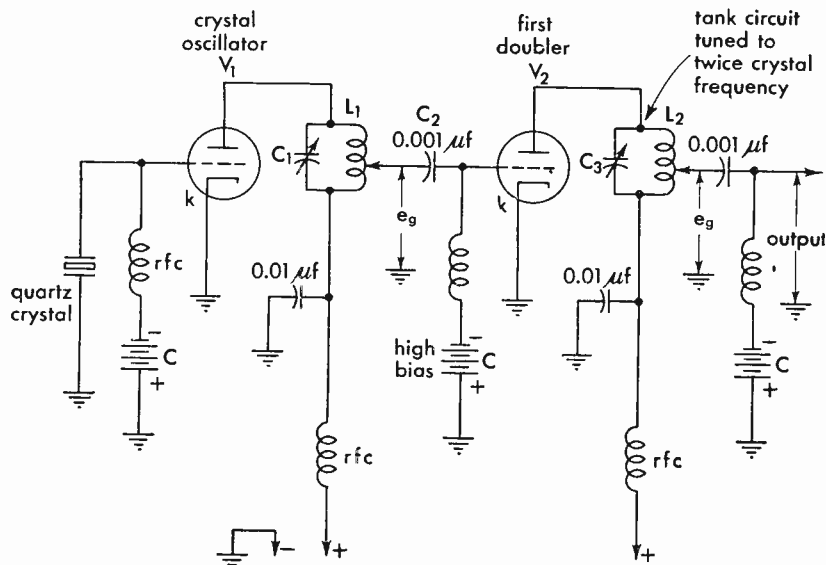 crystal
oscillator
V1
first
doubler
V2
tank circuit
tuned to
twice crystal
frequency
L1
C1
C2
0.001 μf
L2
C3
0.001 μf
k
k
eg
eg
output
rfc
quartz
crystal
0.01 μf
0.01 μf
- C +
high
bias
- C +
- C +
rfc
rfc
- + +